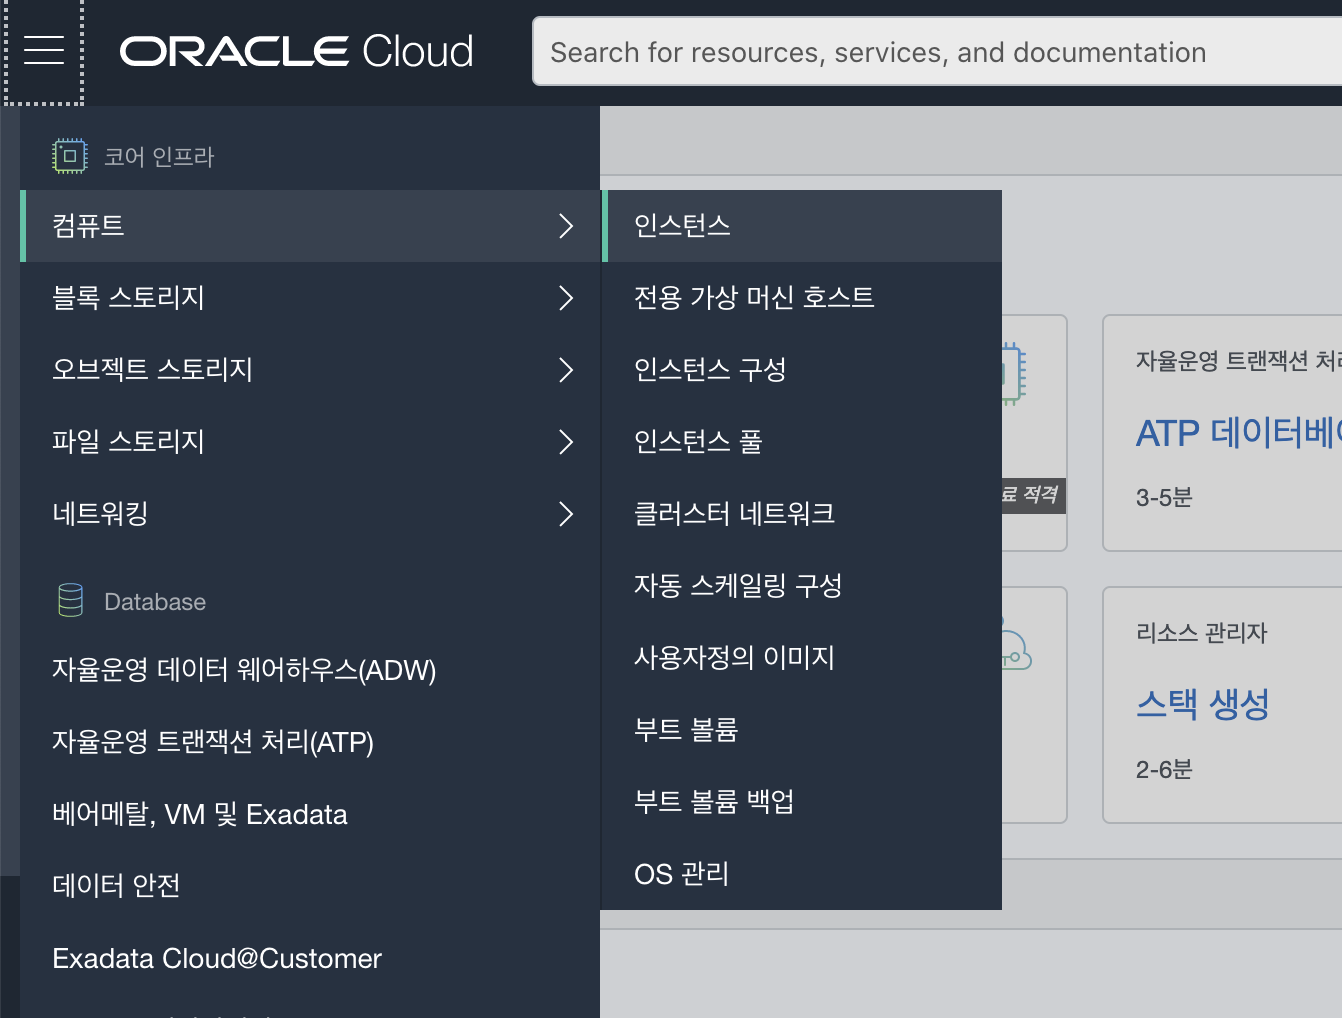 ORACLE Cloud
Search for resources, services, and documentation
코어 인프라
컴퓨트
블록 스토리지
오브젝트 스토리지
파일 스토리지
네트워킹
Database
자율운영 데이터 웨어하우스(ADW)
자율운영 트랜잭션 처리(ATP)
베어메탈, VM 및 Exadata
데이터 안전
Exadata Cloud@Customer
인스턴스
전용 가상 머신 호스트
인스턴스 구성
인스턴스 풀
클러스터 네트워크
자동 스케일링 구성
사용자정의 이미지
부트 볼륨
부트 볼륨 백업
OS 관리
적격
자율운영 트랜잭션
ATP
3-5분
리소스 관리자
스택 생성
2-6분